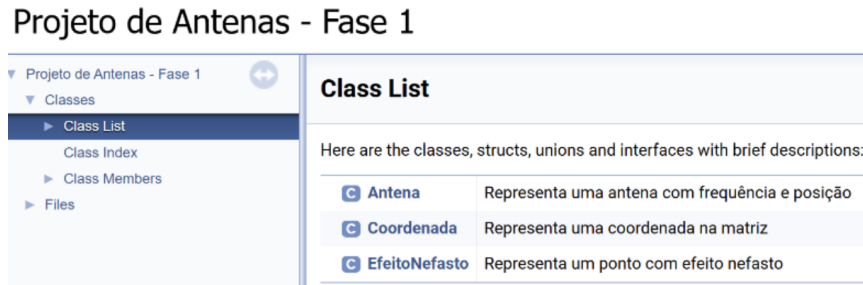 Projeto de Antenas - Fase 1
Projeto de Antenas - Fase 1
Classes
Class List
Class Index
Class Members
Files
Class List
Here are the classes, structs, unions and interfaces with brief descriptions:
C Antena Representa uma antena com frequência e posição
C Coordenada Representa uma coordenada na matriz
C EfeitoNefasto Representa um ponto com efeito nefasto